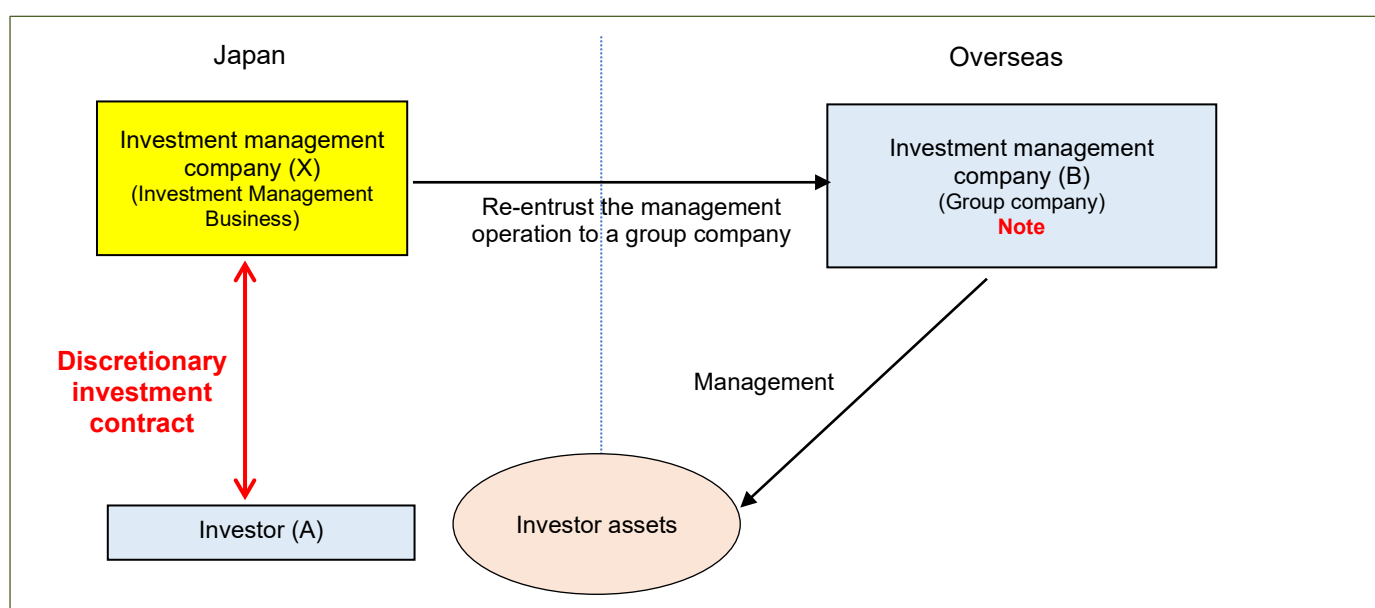 Japan
Overseas
Investment management
company (X)
(Investment Management
Business)
Re-entrust the management
operation to a group company
Investment management
company (B)
(Group company)
Note
Discretionary
investment
contract
Management
Investor (A)
Investor assets